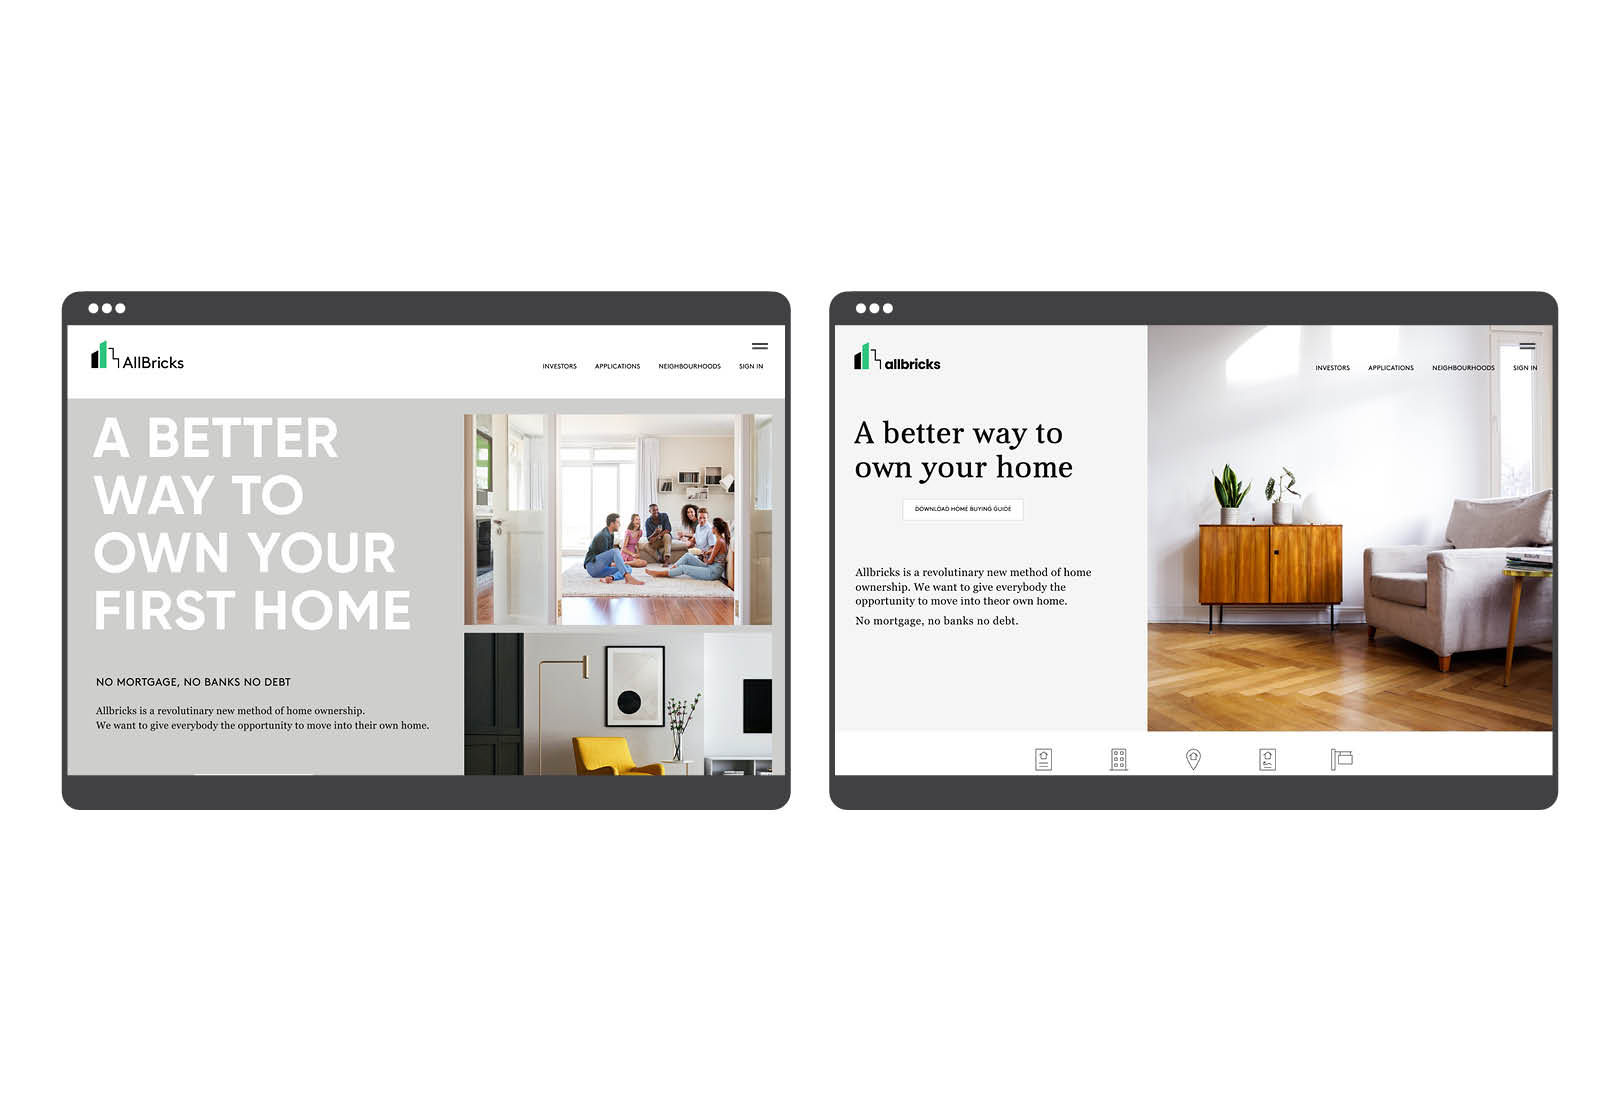 AllBricks
INVESTORS APPLICATIONS NEIGHBOURHOODS SIGN IN
A BETTER
WAY TO
OWN YOUR
FIRST HOME
NO MORTGAGE, NO BANKS NO DEBT
Allbricks is a revolutinary new method of home ownership.
We want to give everybody the opportunity to move into their own home.
allbricks
INVESTORS APPLICATIONS NEIGHBOURHOODS SIGN IN
A better way to
own your home
DOWNLOAD HOME BUYING GUIDE
Allbricks is a revolutinary new method of home
ownership. We want to give everybody the
opportunity to move into theor own home.
No mortgage, no banks no debt.